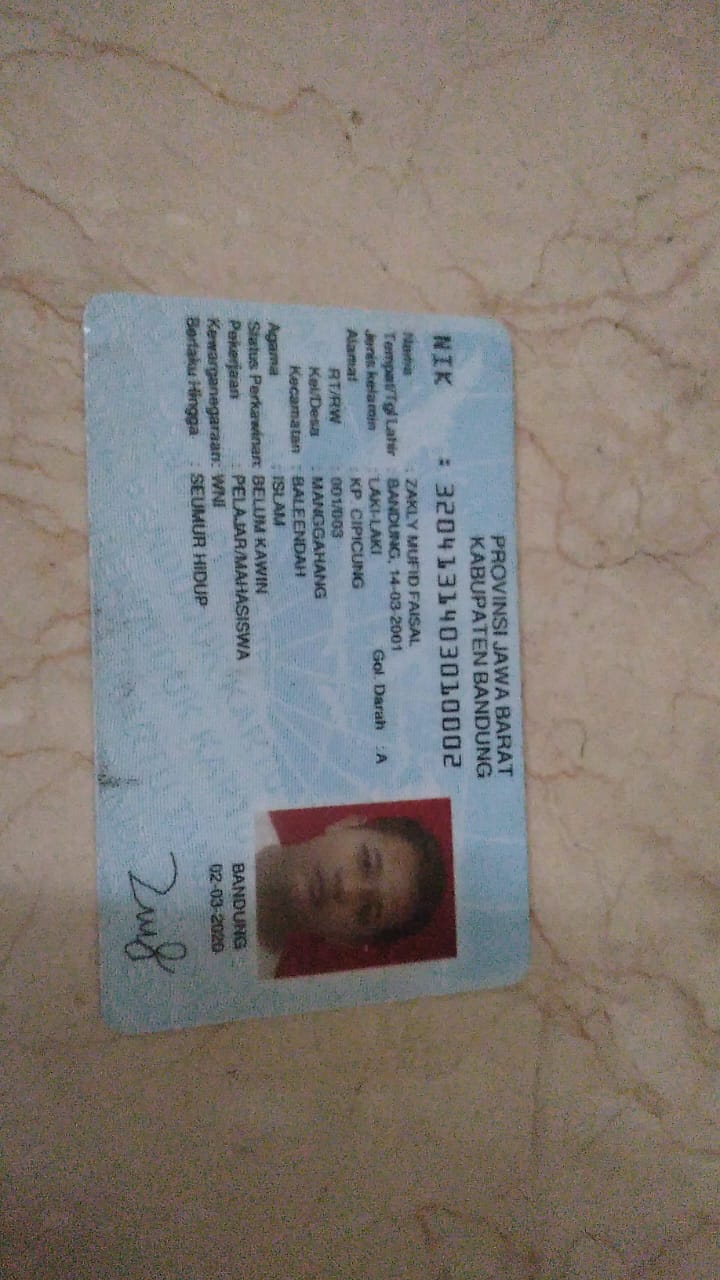 PROVINSI JAWA BARAT
KABUPATEN BANDUNG
NIK : 3204131403010002
Nama : ZAKLY MUFID FAISAL
Tempat/Tgl Lahir : BANDUNG, 14-03-2001
Jenis kelamin : LAKI-LAKI Gol. Darah : A
Alamat : KP. CIPICUNG
RT/RW : 001/003
Kel/Desa : MANGGAHANG
Kecamatan : BALEENDAH
Agama : ISLAM
Status Perkawinan: BELUM KAWIN
Pekerjaan : PELAJAR/MAHASISWA
Kewarganegaraan: WNI
Berlaku Hingga : SEUMUR HIDUP
BANDUNG
02-03-2020